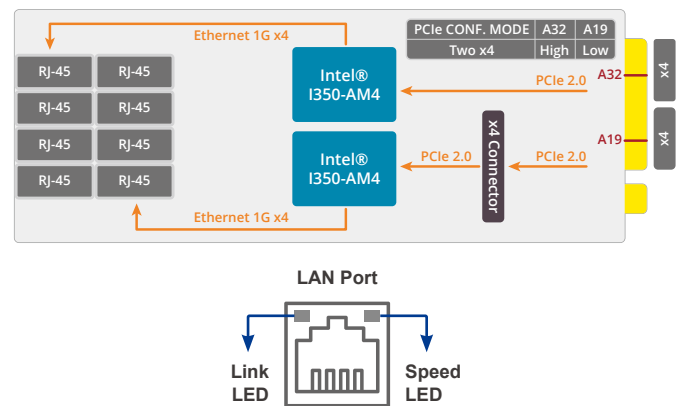 Ethernet 1G x4
PCIe CONF. MODE A32 A19
Two x4 High Low
RJ-45 RJ-45
RJ-45 RJ-45
RJ-45 RJ-45
RJ-45 RJ-45
Intel®
I350-AM4
PCIe 2.0
A32
x4
Intel®
I350-AM4
PCIe 2.0
x4 Connector
PCIe 2.0
A19
x4
Ethernet 1G x4
LAN Port
Link
LED
Speed
LED